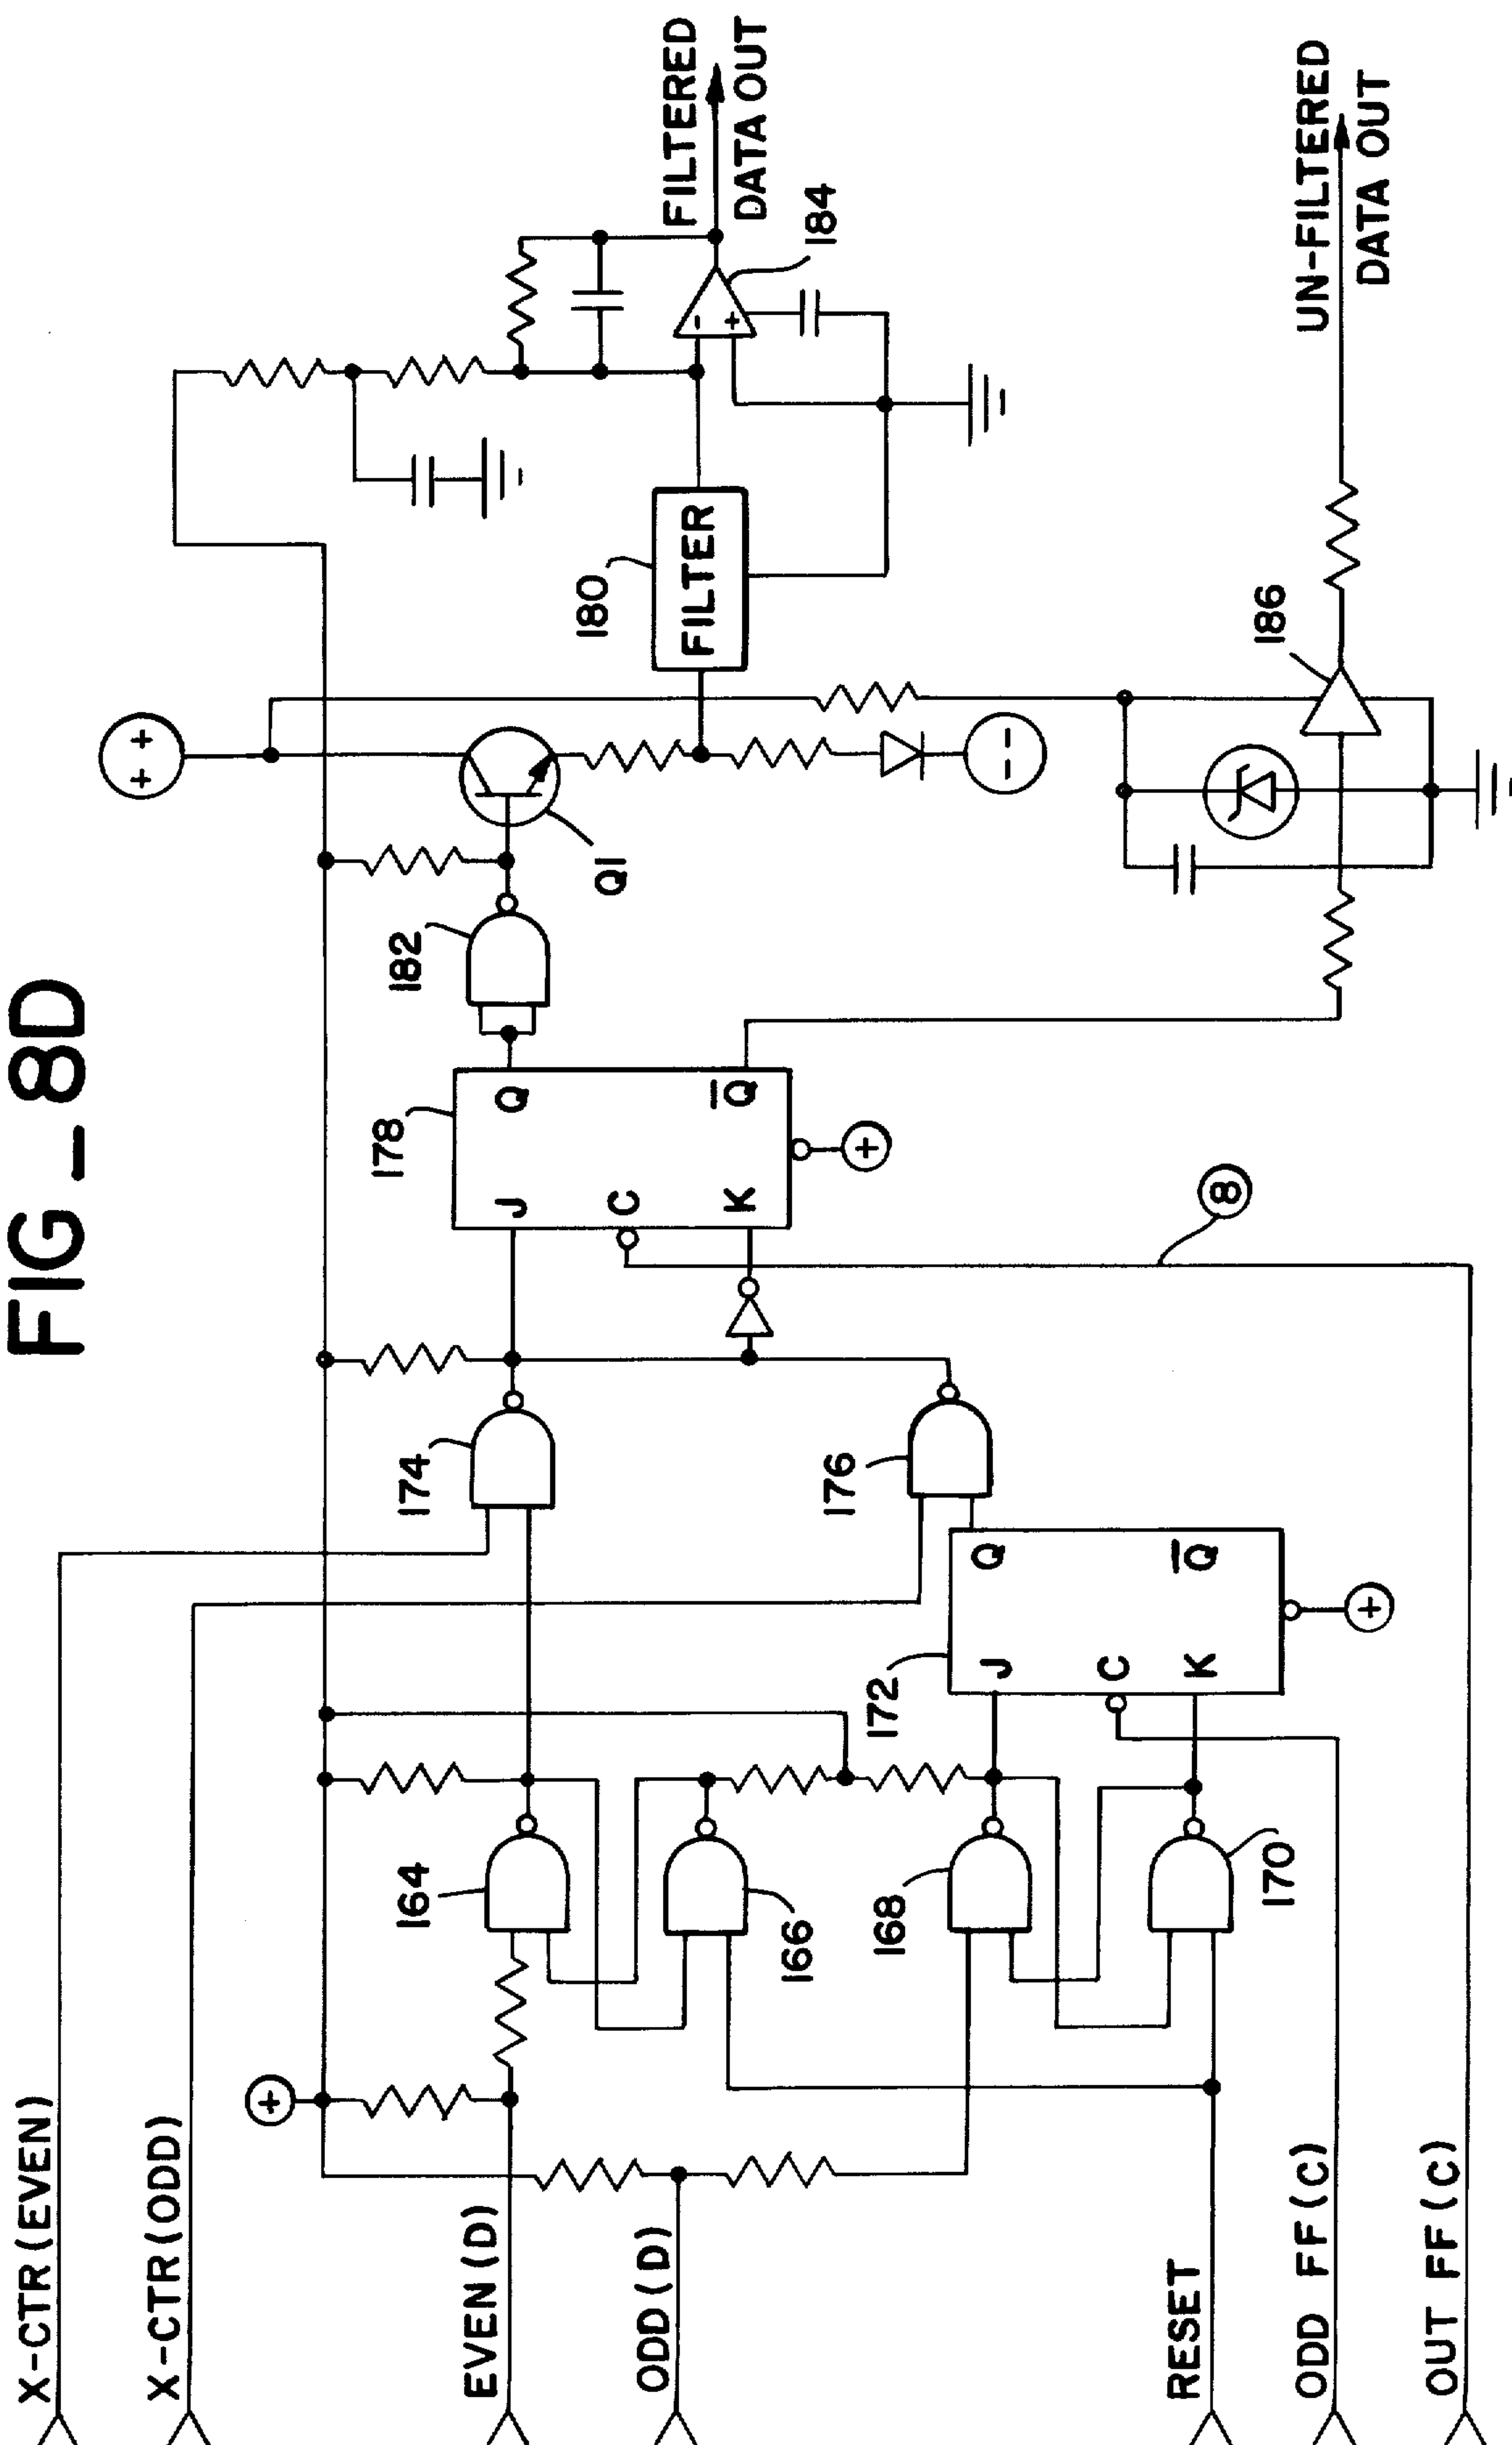 FIG_8D
X-CTR(EVEN)
X-CTR(ODD)
EVEN(D)
ODD(D)
RESET
ODD FF(C)
OUT FF(C)
+
164
166
168
170
172
J
C
K
Q
Q̅
+
174
176
178
J
C
K
Q
Q̅
+
8
182
Q1
+ +
- -
180
FILTER
-
+
184
FILTERED
DATA OUT
186
UN-FILTERED
DATA OUT